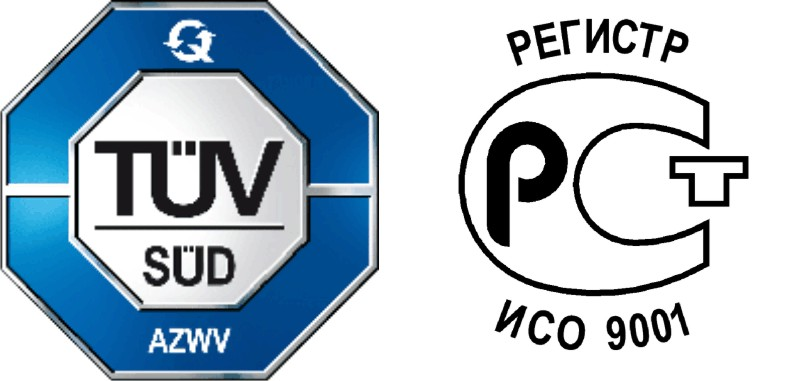 TÜV
SÜD
AZWV
РЕГИСТР
РСТ
ИСО 9001